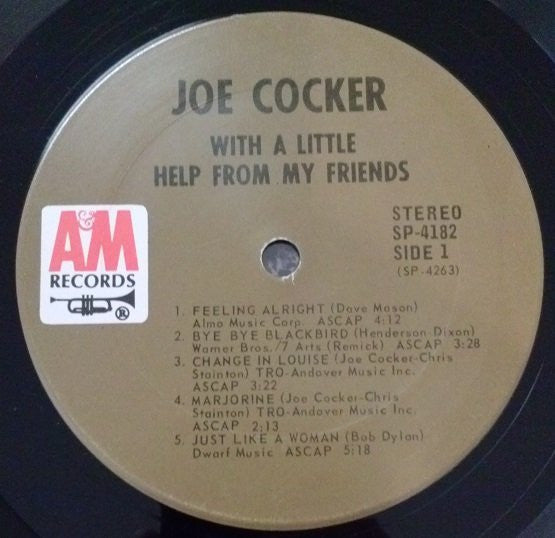 JOE COCKER
WITH A LITTLE
HELP FROM MY FRIENDS
STEREO
SP-4182
SIDE 1
(SP-4263)
A&M
RECORDS
®
1. FEELING ALRIGHT (Dave Mason)
Almo Music Corp. ASCAP 4:12
2. BYE BYE BLACKBIRD (Henderson-Dixon)
Warner Bros./7 Arts (Remick) ASCAP 3:28
3. CHANGE IN LOUISE (Joe Cocker-Chris
Stainton) TRO-Andover Music Inc.
ASCAP 3:22
4. MARJORINE (Joe Cocker-Chris
Stainton) TRO-Andover Music Inc.
ASCAP 2:13
5. JUST LIKE A WOMAN (Bob Dylan)
Dwarf Music ASCAP 5:18